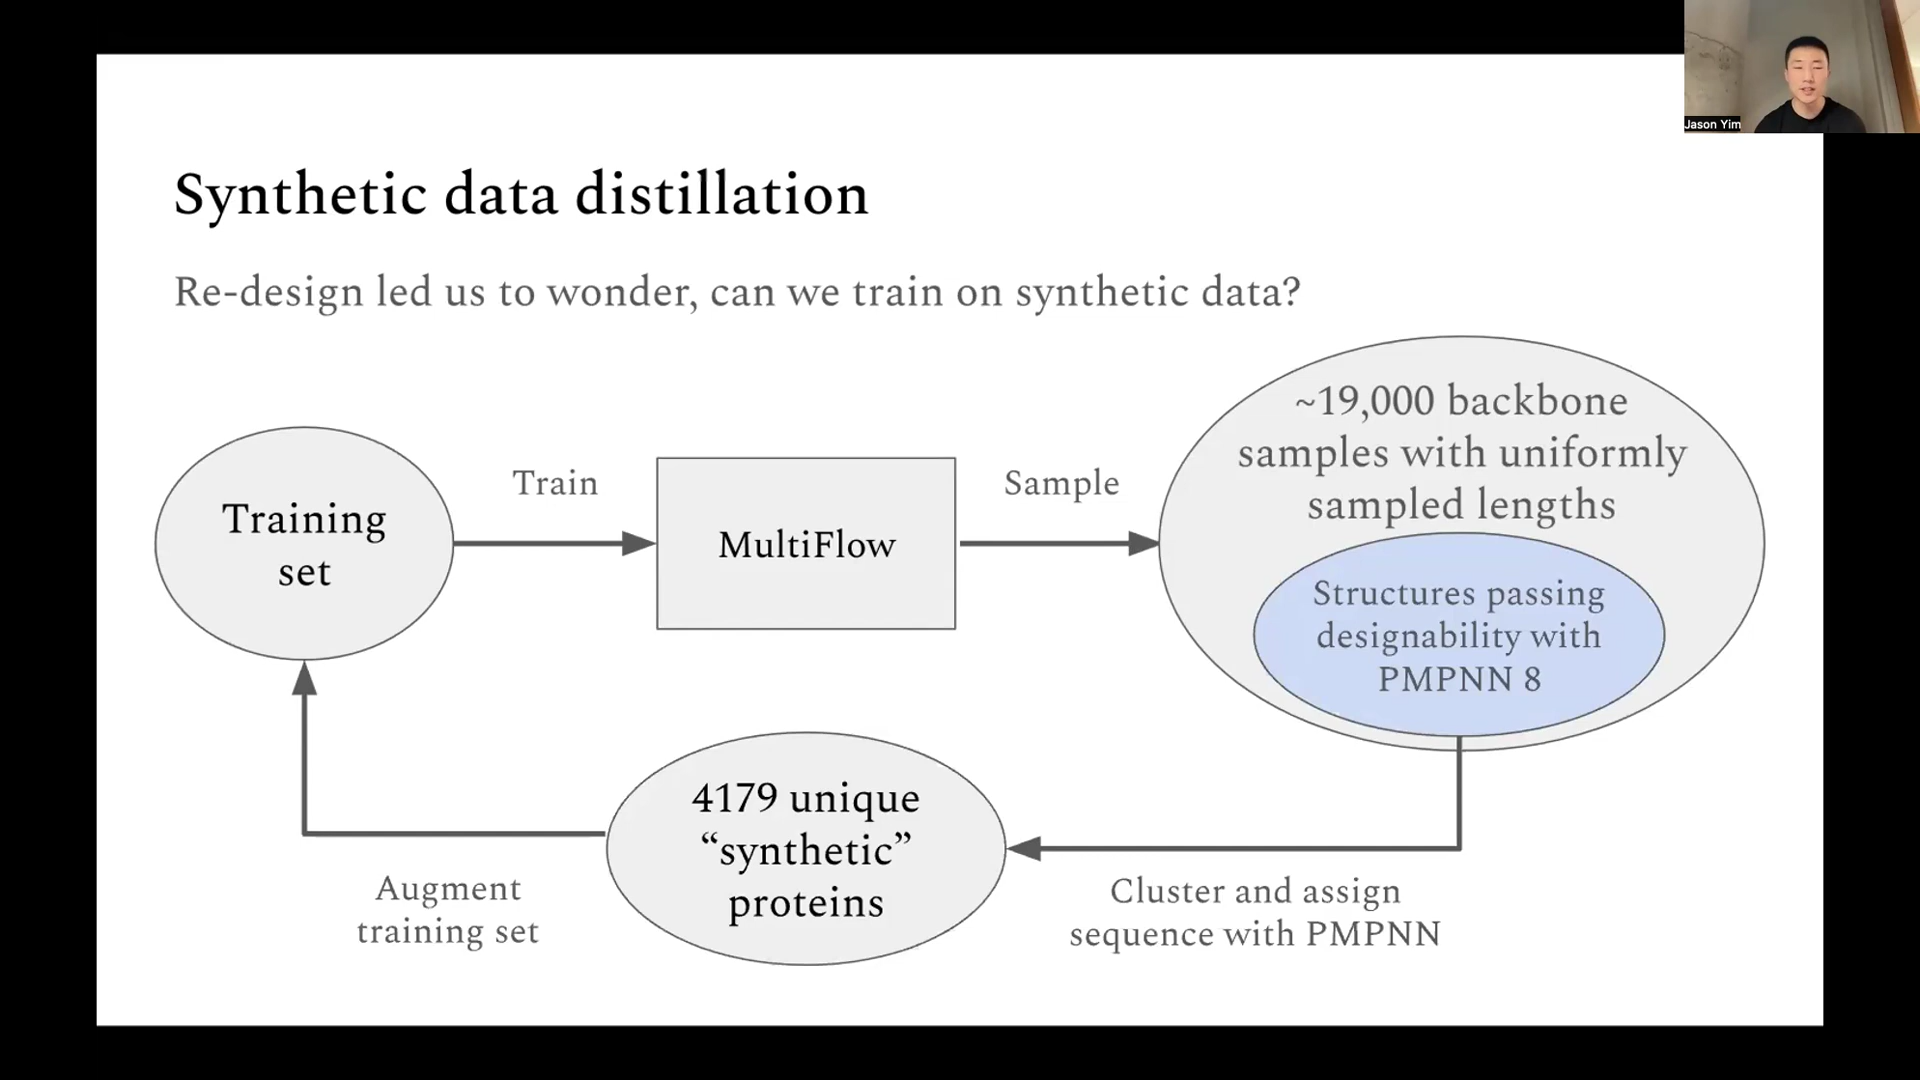 Jason Yim
Synthetic data distillation
Re-design led us to wonder, can we train on synthetic data?
Training
set
Train
MultiFlow
Sample
~19,000 backbone
samples with uniformly
sampled lengths
Structures passing
designability with
PMPNN 8
Cluster and assign
sequence with PMPNN
4179 unique
“synthetic”
proteins
Augment
training set